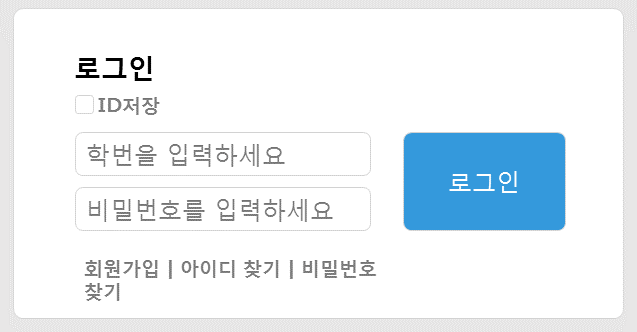 로그인
ID저장
학번을 입력하세요
비밀번호를 입력하세요
로그인
회원가입 | 아이디 찾기 | 비밀번호
찾기